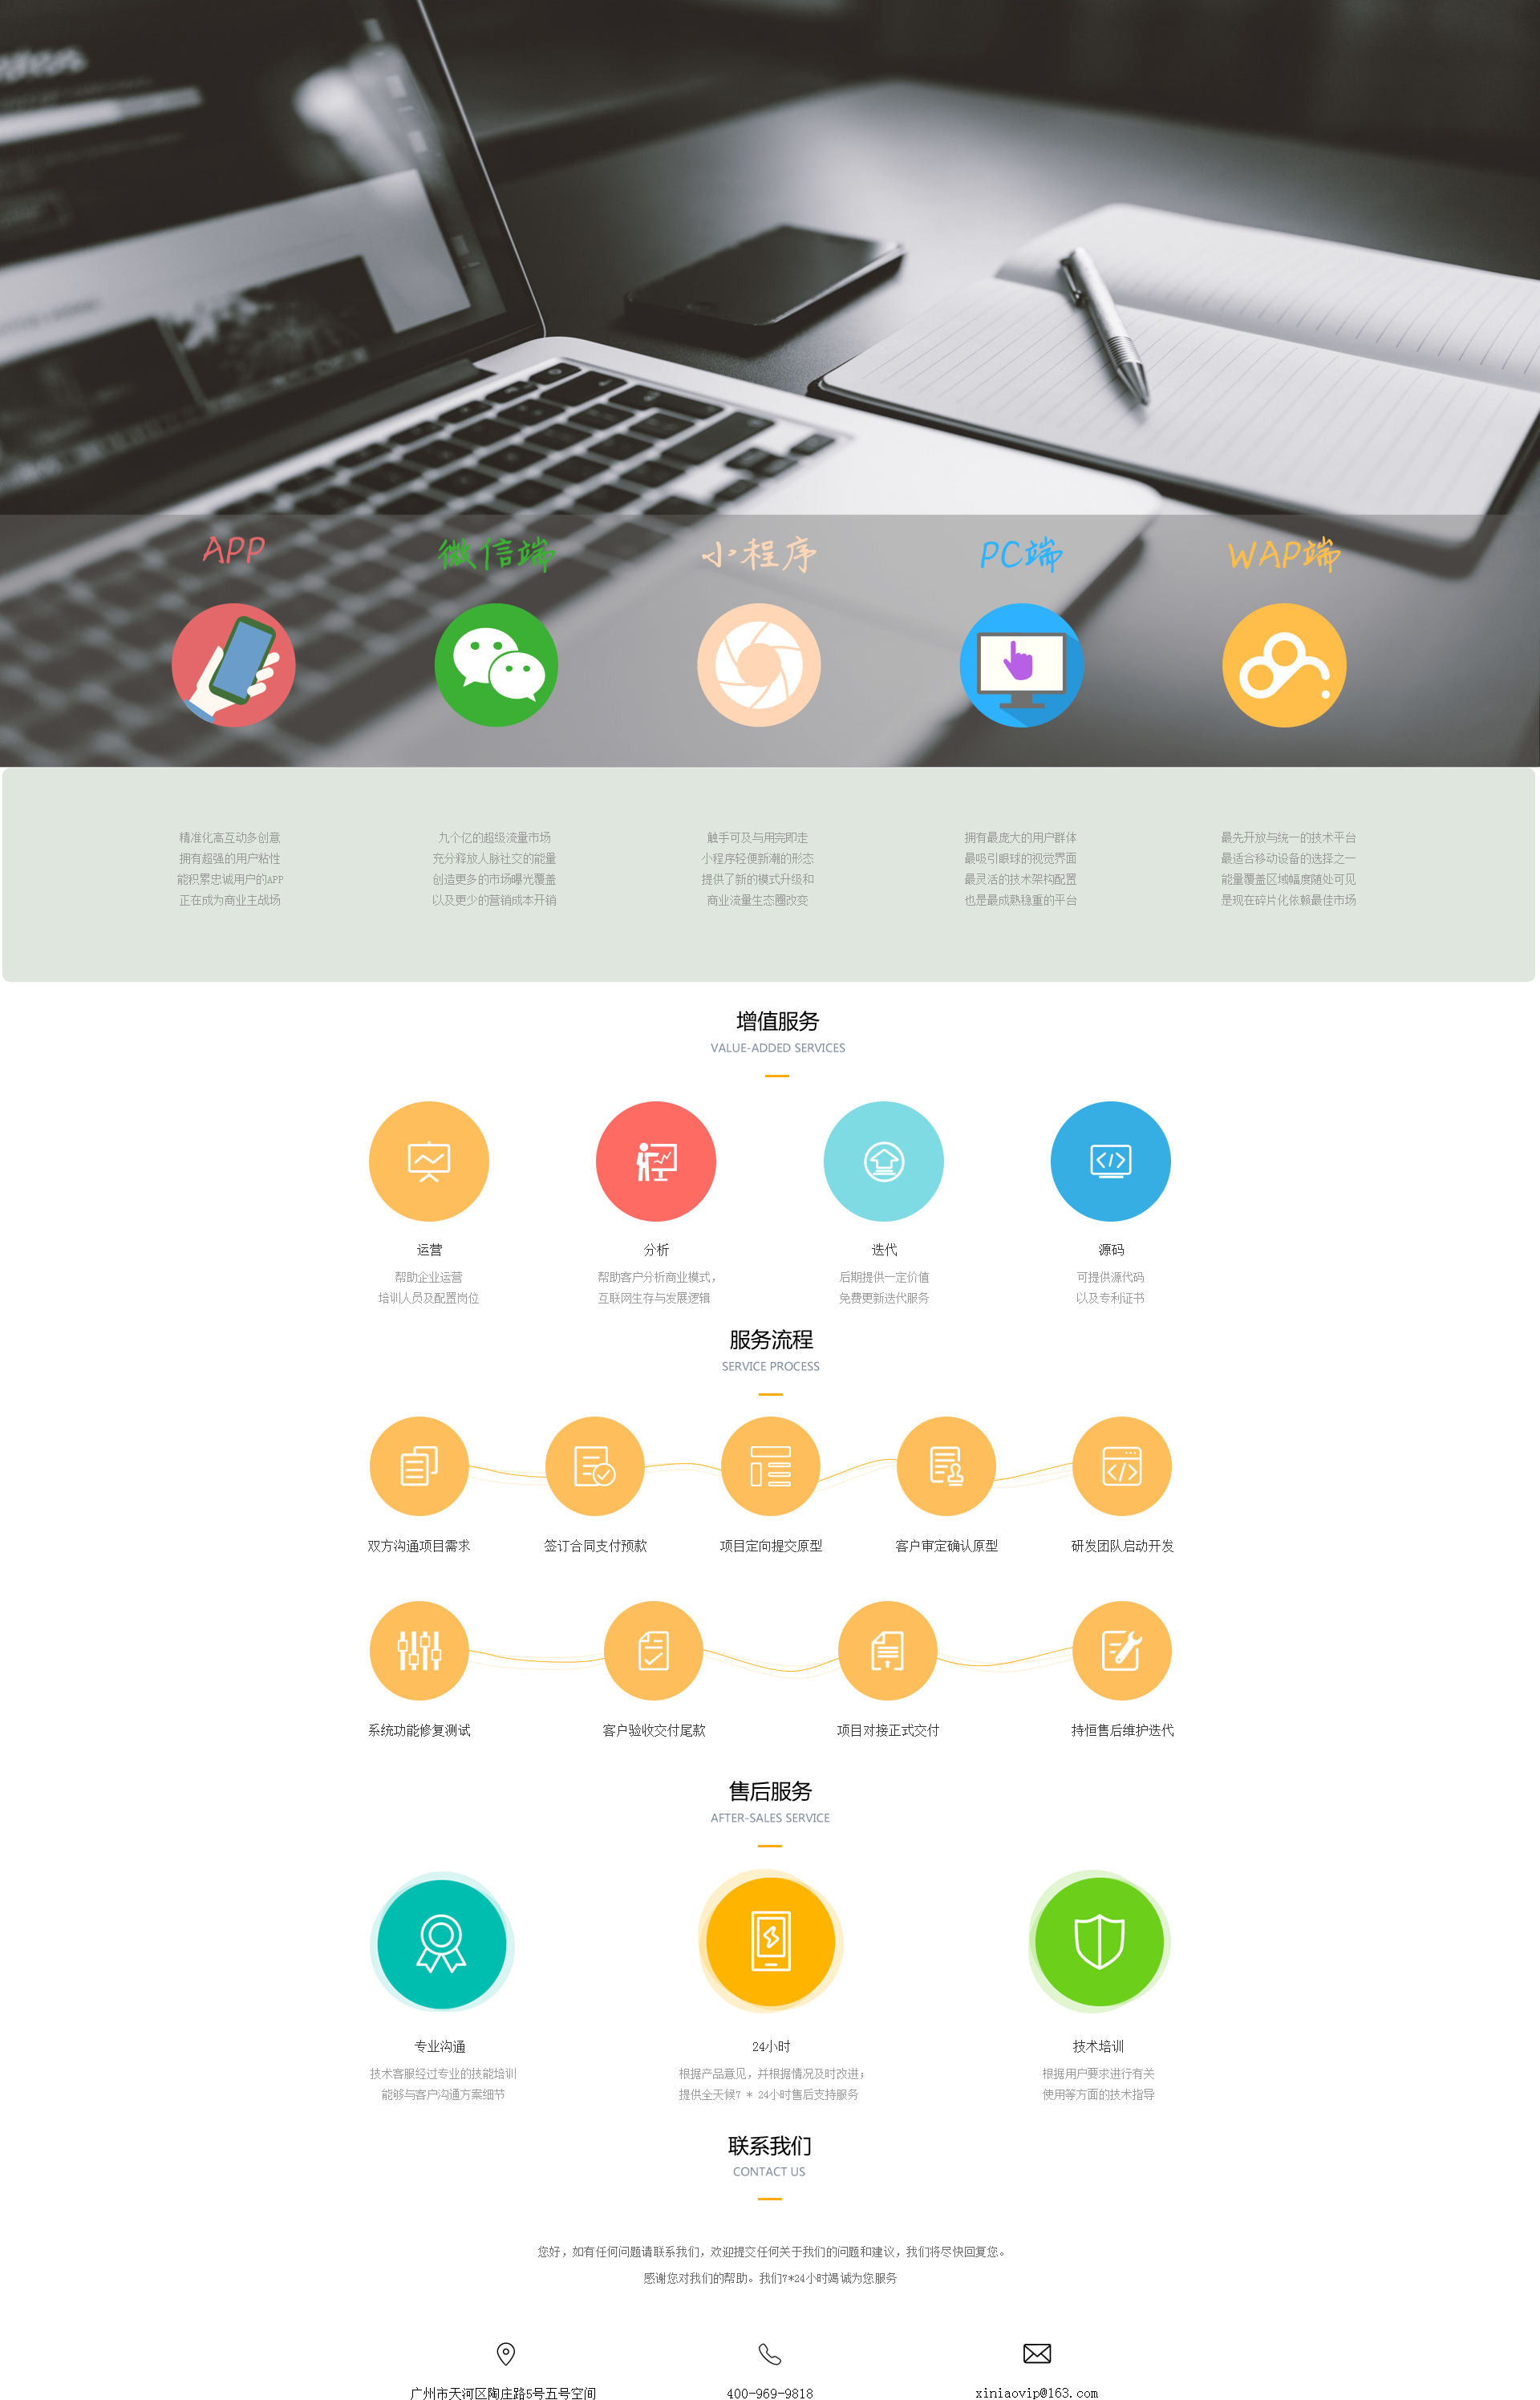 APP
微信端
小程序
PC端
WAP端
精准化高互动多创意
拥有超强的用户粘性
能积累忠诚用户的APP
正在成为商业主战场
九个亿的超级流量市场
充分释放人脉社交的能量
创造更多的市场曝光覆盖
以及更少的营销成本开销
触手可及与用完即走
小程序轻便新潮的形态
提供了新的模式升级和
商业流量生态圈改变
拥有最庞大的用户群体
最吸引眼球的视觉界面
最灵活的技术架构配置
也是最成熟稳重的平台
最先开放与统一的技术平台
最适合移动设备的选择之一
能量覆盖区域幅度随处可见
是现在碎片化依赖最佳市场
增值服务
VALUE-ADDED SERVICES
运营
帮助企业运营
培训人员及配置岗位
分析
帮助客户分析商业模式，
互联网生存与发展逻辑
迭代
后期提供一定价值
免费更新迭代服务
源码
可提供源代码
以及专利证书
服务流程
SERVICE PROCESS
双方沟通项目需求
签订合同支付预款
项目定向提交原型
客户审定确认原型
研发团队启动开发
系统功能修复测试
客户验收交付尾款
项目对接正式交付
持恒售后维护迭代
售后服务
AFTER-SALES SERVICE
专业沟通
技术客服经过专业的技能培训
能够与客户沟通方案细节
24小时
根据产品意见，并根据情况及时改进，
提供全天候7 * 24小时售后支持服务
技术培训
根据用户要求进行有关
使用等方面的技术指导
联系我们
CONTACT US
您好，如有任何问题请联系我们，欢迎提交任何关于我们的问题和建议，我们将尽快回复您。
感谢您对我们的帮助。我们7*24小时竭诚为您服务
广州市天河区陶庄路5号五号空间
400-969-9818
xiniaovip@163.com